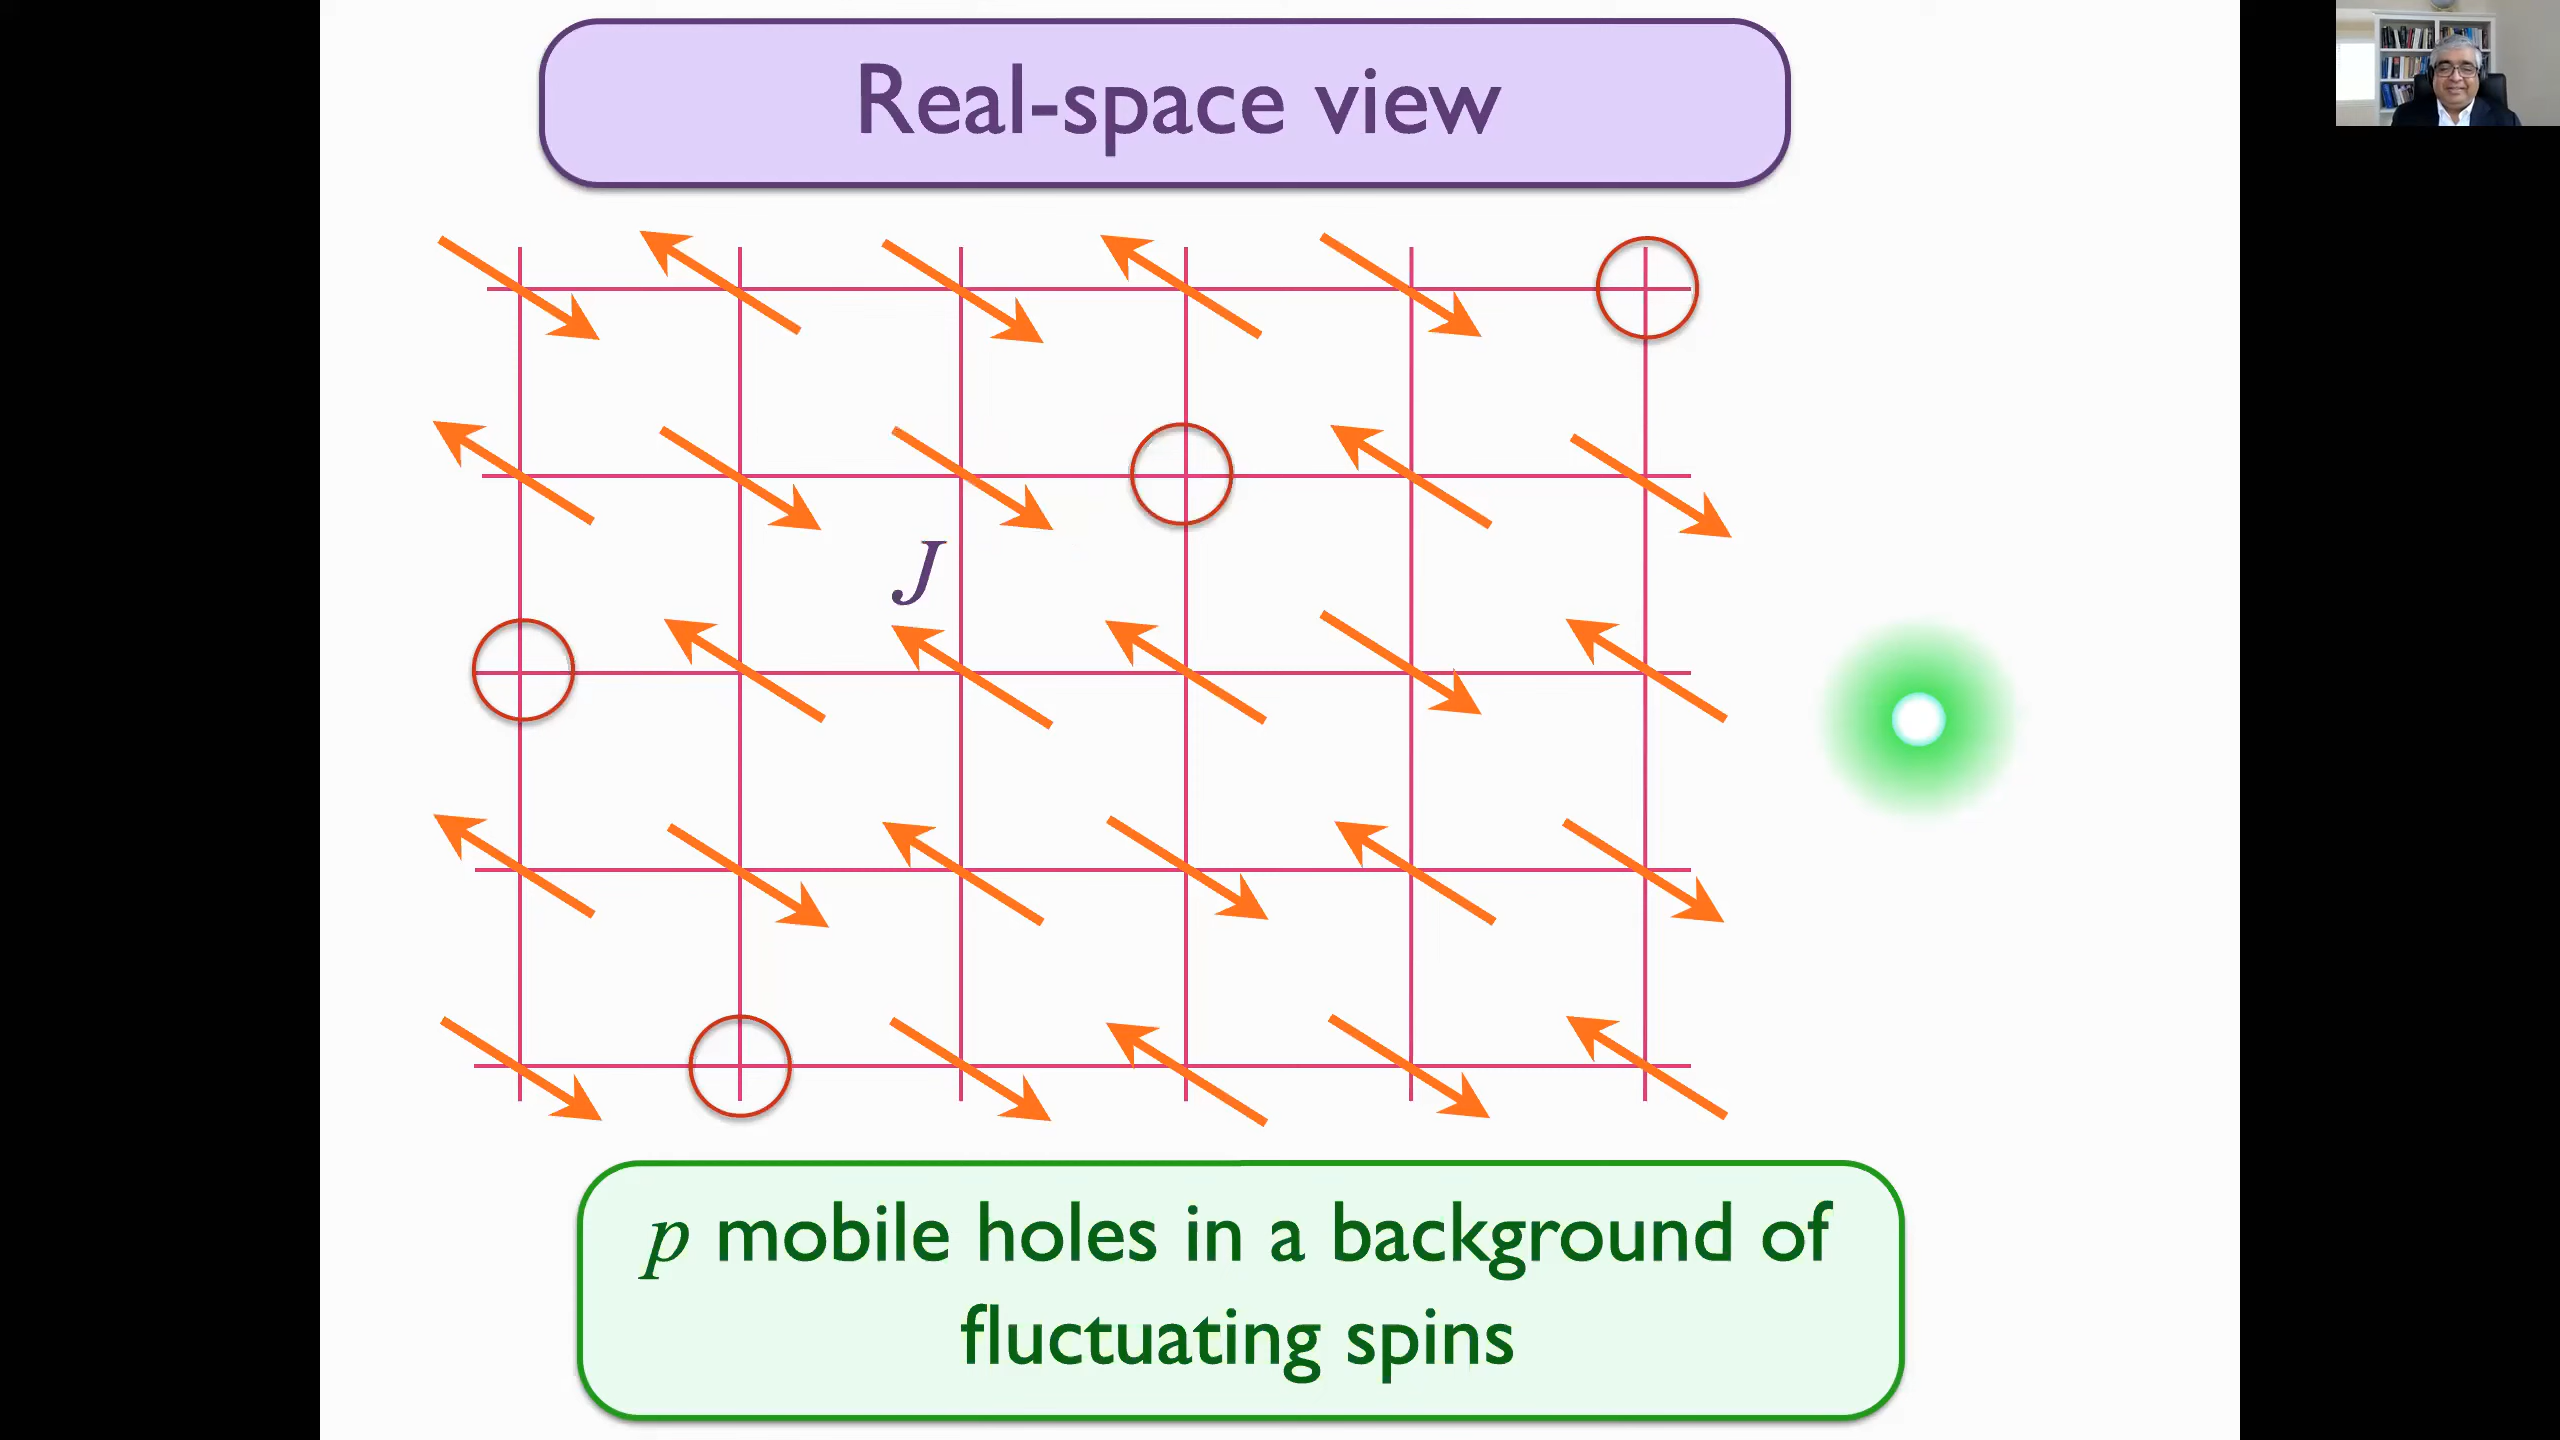 Real-space view
J
p mobile holes in a background of
fluctuating spins